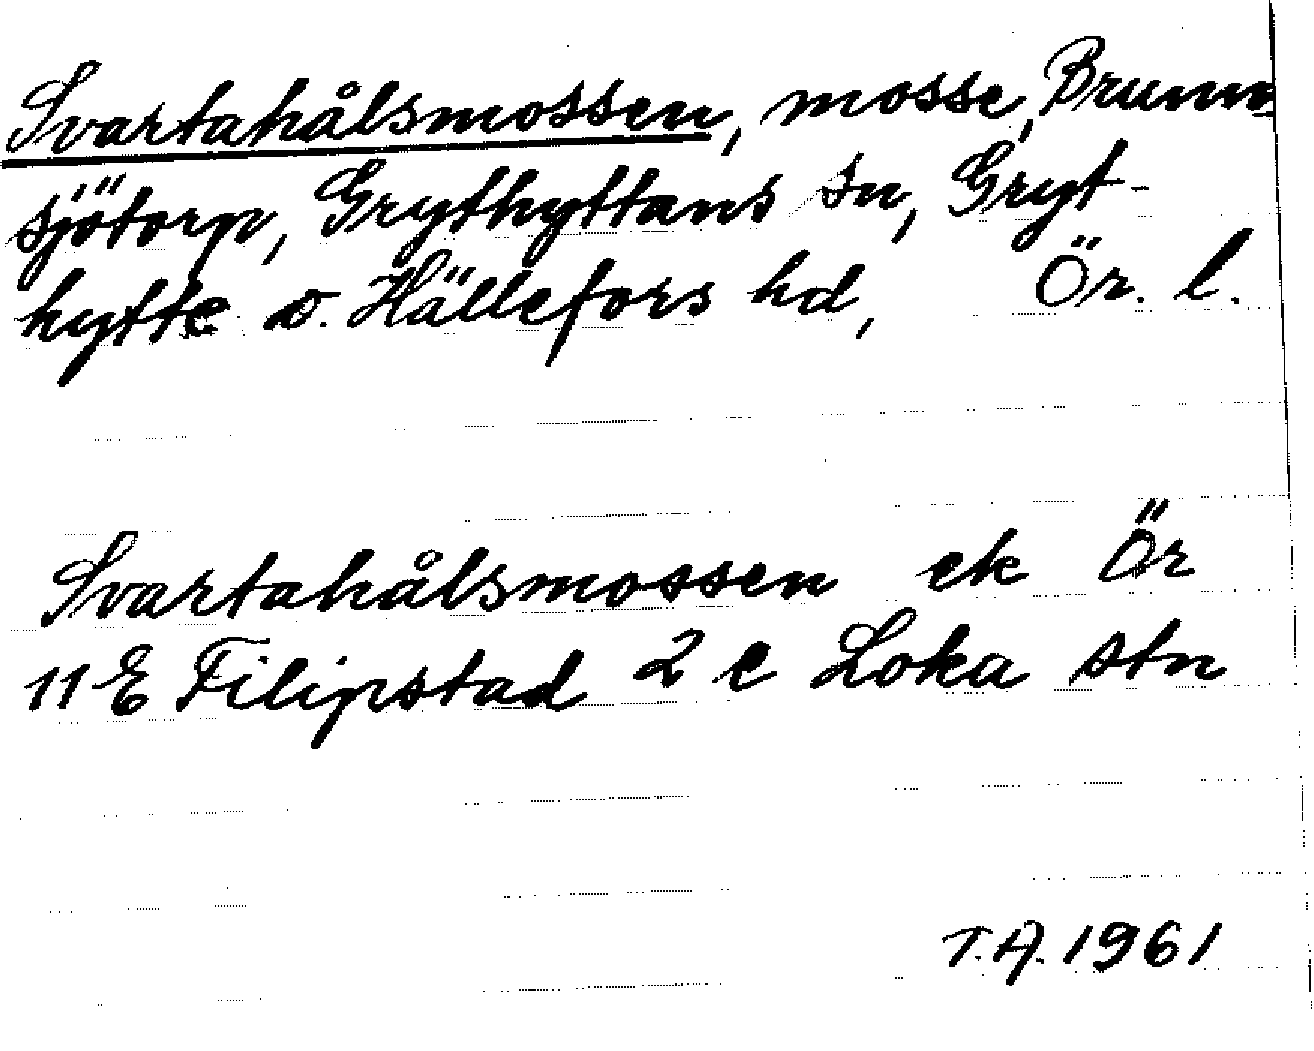 Svartahålsmossen, mosse, Brunn-
sjötorp, Grythyttans sn, Gryt-
hytte o. Hällefors hd, Ör. l.
Svartahålsmossen ek Ör
11E Filipstad 2 e Loka stn
T.A. 1961